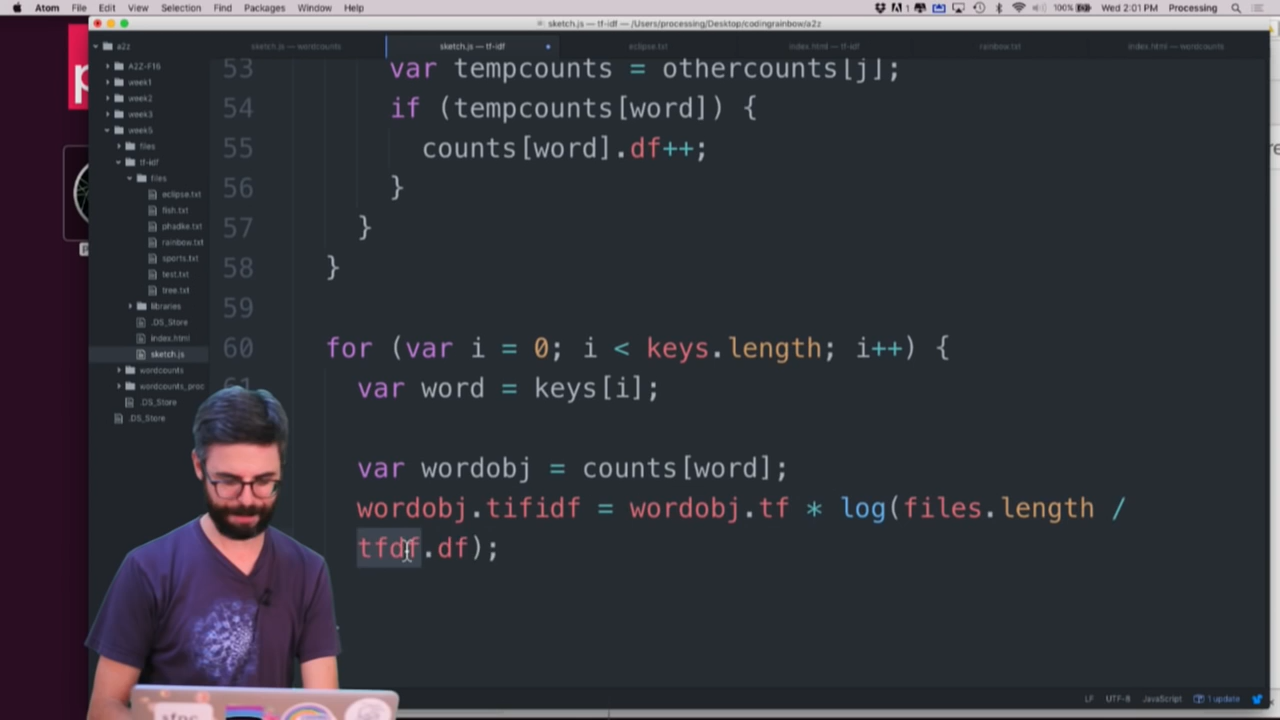 Atom File Edit View Selection Find Packages Window Help 1 100% Wed 2:01 PM Processing
sketch.js — tf-idf — /Users/processing/Desktop/codingrainbow/a2z
a2z sketch.js — wordcounts sketch.js — tf-idf eclipse.txt index.html — tf-idf rainbow.txt index.html — wordcounts
A2Z-F16
week1
week2
week3
week5
files
tf-idf
files
eclipse.txt
fish.txt
phadke.txt
rainbow.txt
sports.txt
test.txt
tree.txt
libraries
.DS_Store
index.html
sketch.js
wordcounts
wordcounts_proc
.DS_Store
.DS_Store
53 var tempcounts = othercounts[j];
54 if (tempcounts[word]) {
55 counts[word].df++;
56 }
57 }
58 }
59
60 for (var i = 0; i < keys.length; i++) {
61 var word = keys[i];
var wordobj = counts[word];
wordobj.tifidf = wordobj.tf * log(files.length /
tfdf.df);
LF UTF-8 JavaScript 1 update